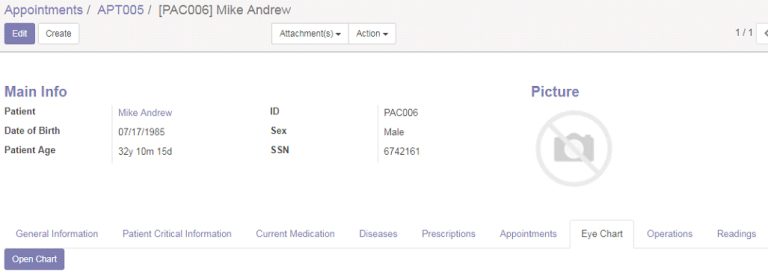 Appointments / APT005 / [PAC006] Mike Andrew
Edit Create Attachment(s) Action 1 / 1
Main Info Picture
Patient Mike Andrew ID PAC006
Date of Birth 07/17/1985 Sex Male
Patient Age 32y 10m 15d SSN 6742161
General Information Patient Critical Information Current Medication Diseases Prescriptions Appointments Eye Chart Operations Readings
Open Chart